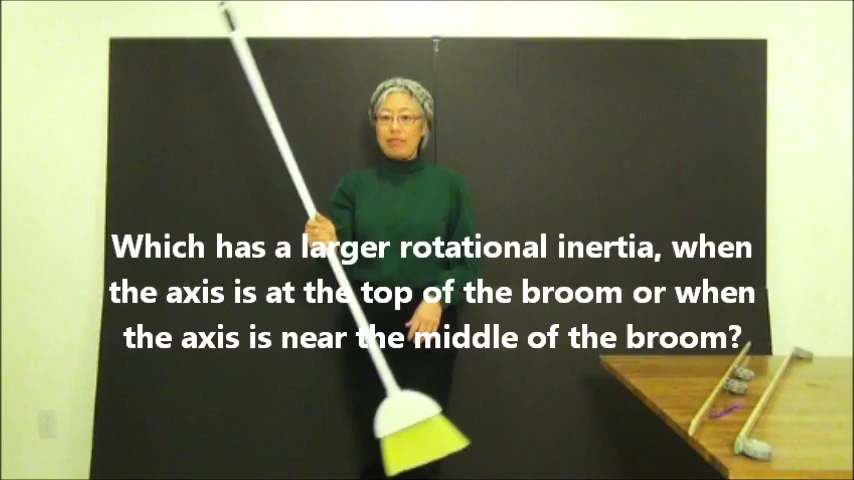 Which has a larger rotational inertia, when
the axis is at the top of the broom or when
the axis is near the middle of the broom?